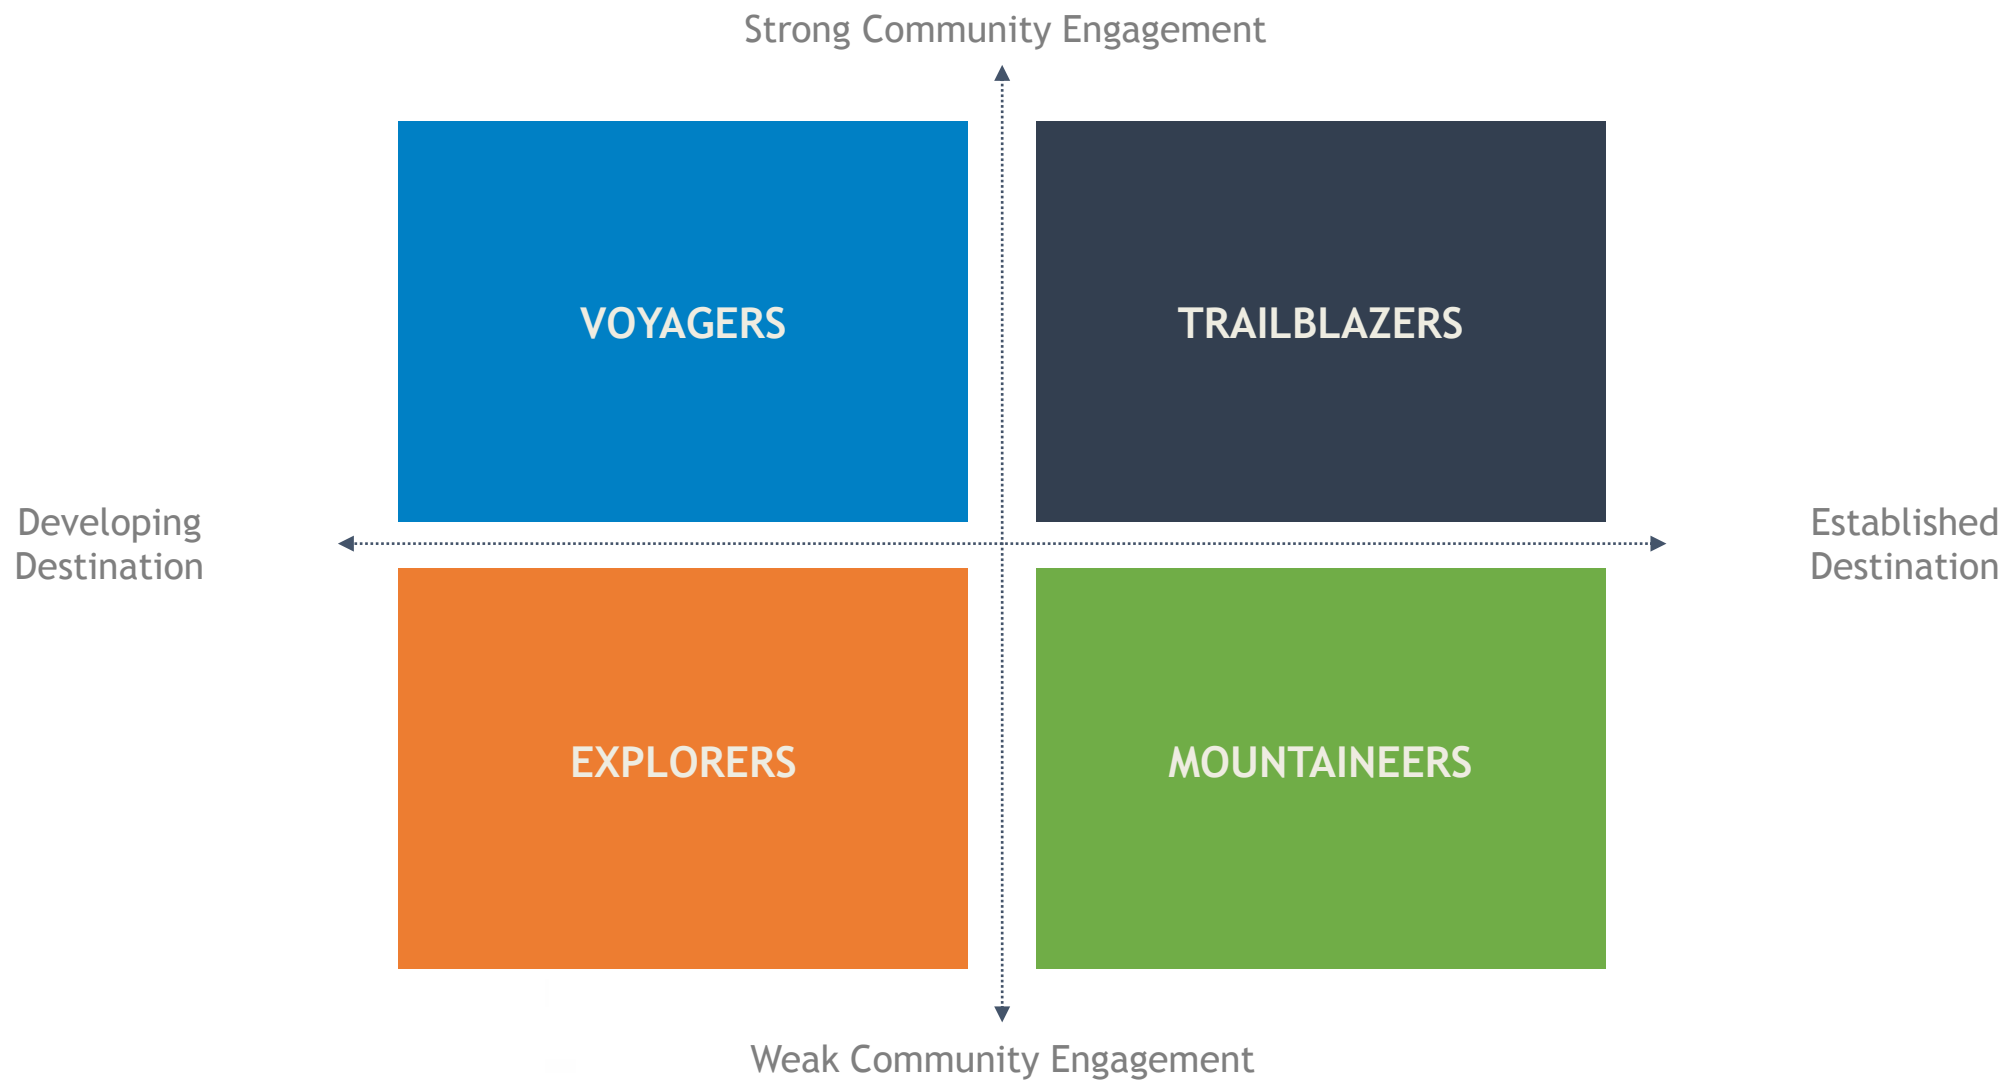 Strong Community Engagement
VOYAGERS
TRAILBLAZERS
Developing
Destination
Established
Destination
EXPLORERS
MOUNTAINEERS
Weak Community Engagement